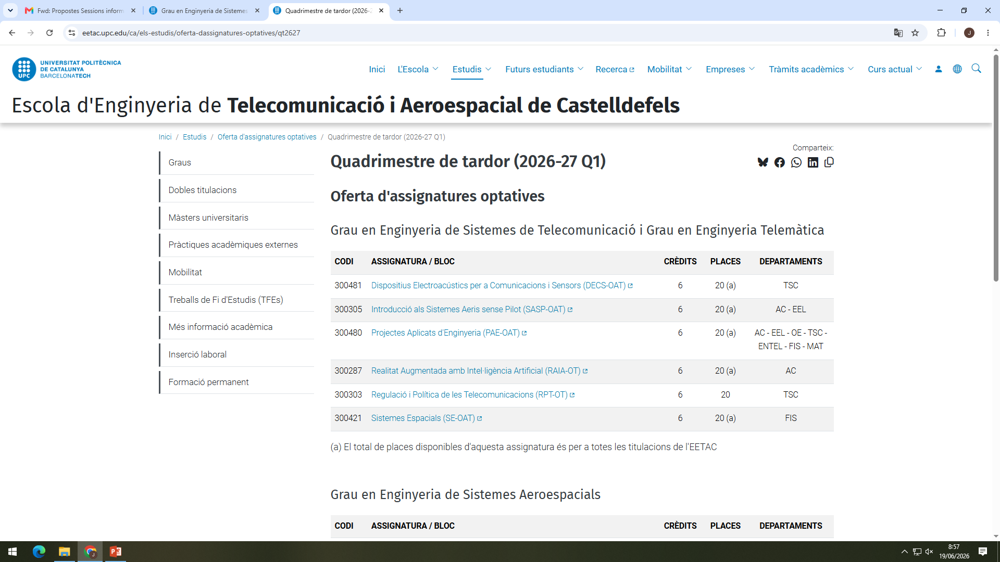 Fwd: Propostes Sessions inform
Grau en Enginyeria de Sistemes
Quadrimestre de tardor (2026-2
eetac.upc.edu/ca/els-estudis/oferta-dassignatures-optatives/qt2627
J
UPC
UNIVERSITAT POLITÈCNICA
DE CATALUNYA
BARCELONATECH
Inici L'Escola Estudis Futurs estudiants Recerca Mobilitat Empreses Tràmits acadèmics Curs actual
Escola d'Enginyeria de Telecomunicació i Aeroespacial de Castelldefels
Inici / Estudis / Oferta d'assignatures optatives / Quadrimestre de tardor (2026-27 Q1)
Comparteix:
Graus
Dobles titulacions
Màsters universitaris
Pràctiques acadèmiques externes
Mobilitat
Treballs de Fi d'Estudis (TFEs)
Més informació acadèmica
Inserció laboral
Formació permanent
Quadrimestre de tardor (2026-27 Q1)
Oferta d'assignatures optatives
Grau en Enginyeria de Sistemes de Telecomunicació i Grau en Enginyeria Telemàtica
CODI ASSIGNATURA / BLOC CRÈDITS PLACES DEPARTAMENTS
300481 Dispositius Electroacústics per a Comunicacions i Sensors (DECS-OAT) 6 20 (a) TSC
300305 Introducció als Sistemes Aeris sense Pilot (SASP-OAT) 6 20 (a) AC - EEL
300480 Projectes Aplicats d'Enginyeria (PAE-OAT) 6 20 (a) AC - EEL - OE - TSC -
ENTEL - FIS - MAT
300287 Realitat Augmentada amb Intel·ligència Artificial (RAIA-OT) 6 20 (a) AC
300303 Regulació i Política de les Telecomunicacions (RPT-OT) 6 20 TSC
300421 Sistemes Espacials (SE-OAT) 6 20 (a) FIS
(a) El total de places disponibles d'aquesta assignatura és per a totes les titulacions de l'EETAC
Grau en Enginyeria de Sistemes Aeroespacials
CODI ASSIGNATURA / BLOC CRÈDITS PLACES DEPARTAMENTS
8:57
19/06/2026